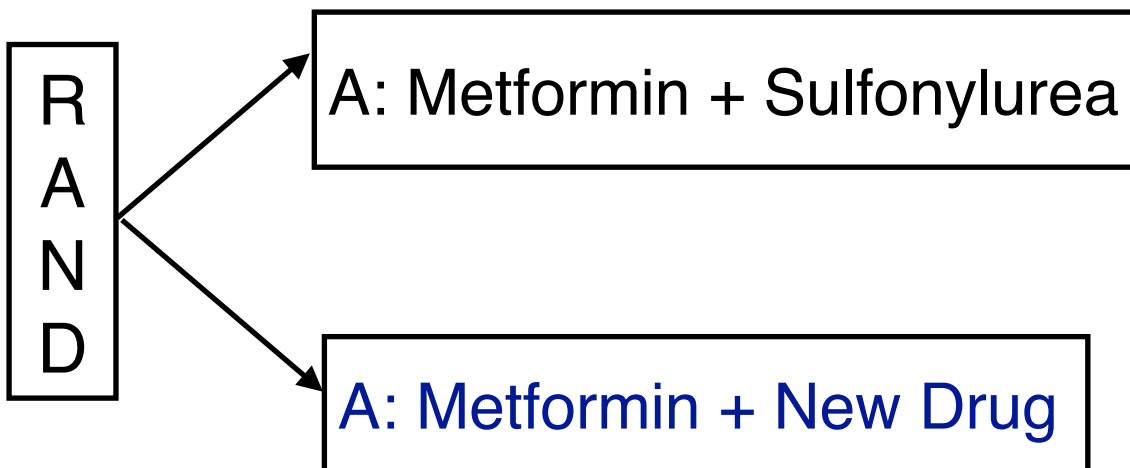 R
A
N
D
A: Metformin + Sulfonylurea
A: Metformin + New Drug